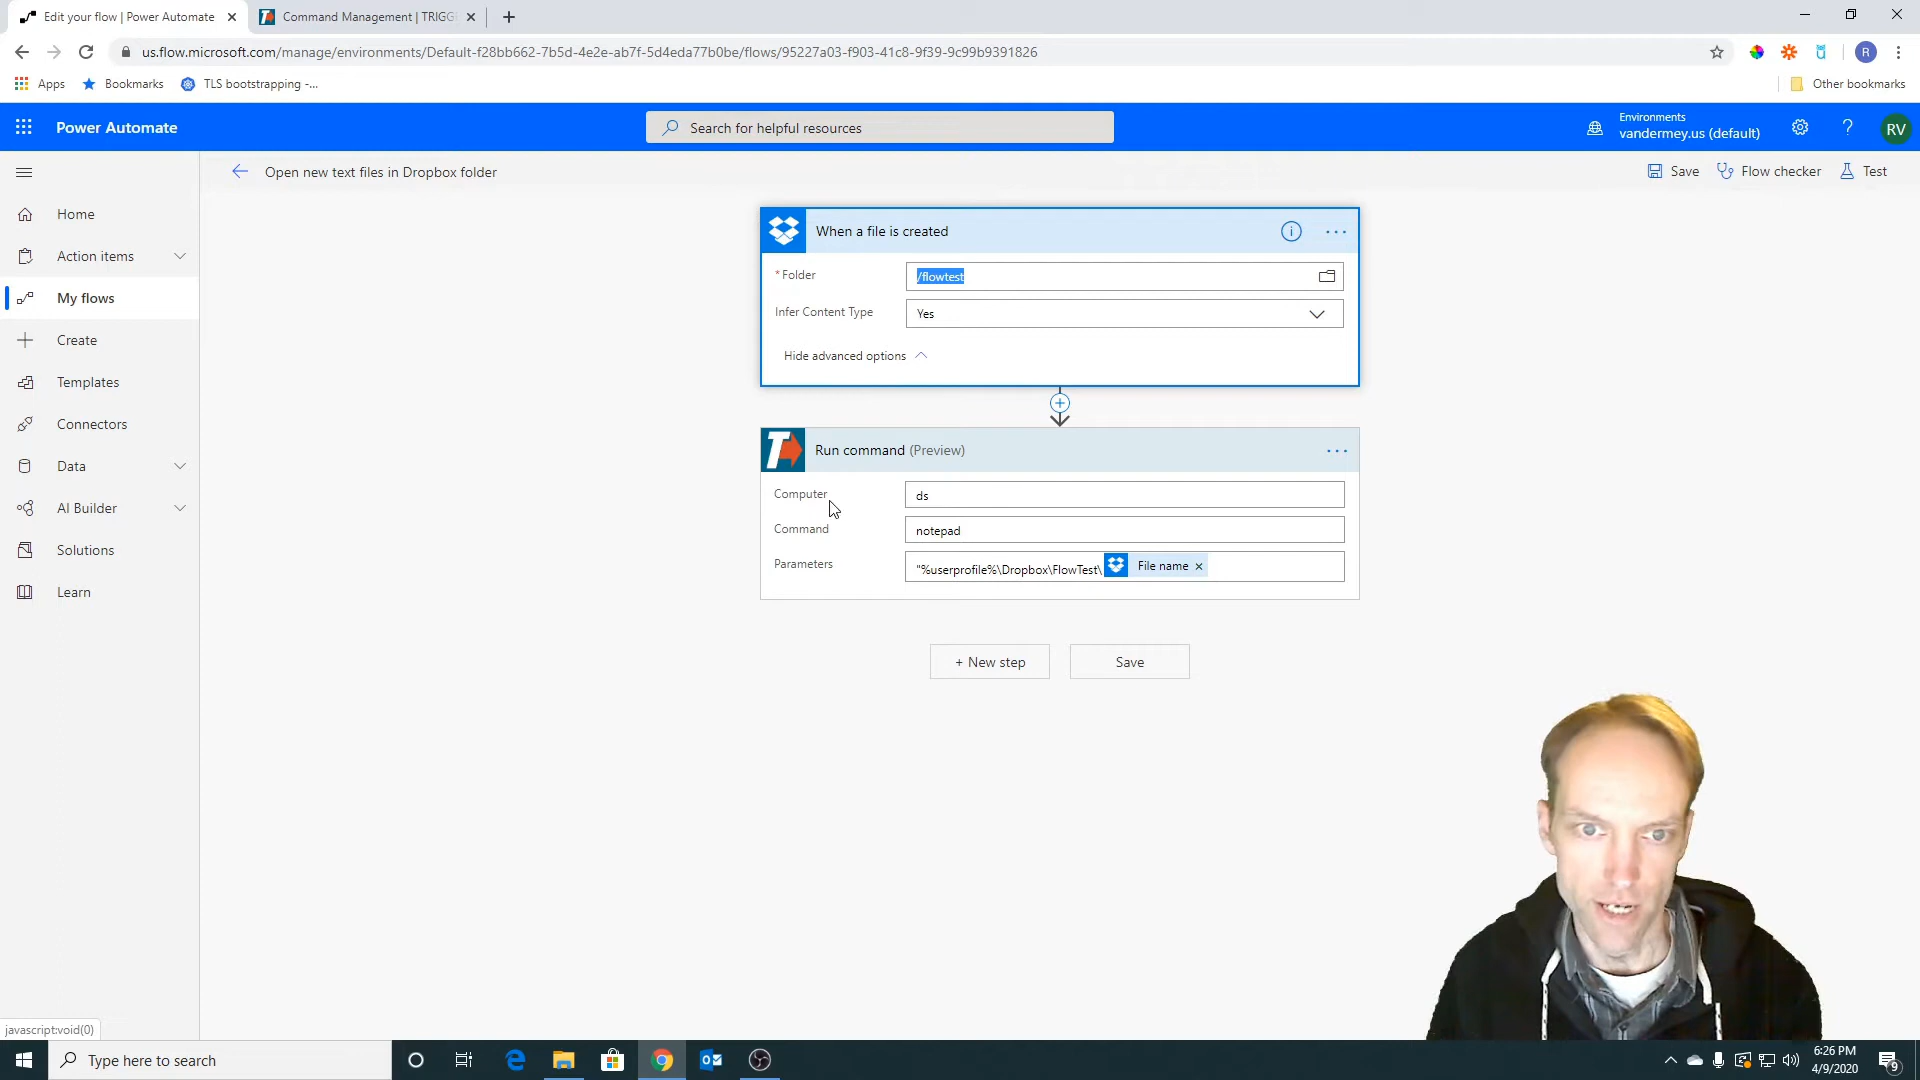 Edit your flow | Power Automate
Command Management | TRIGG
us.flow.microsoft.com/manage/environments/Default-f28bb662-7b5d-4e2e-ab7f-5d4eda77b0be/flows/95227a03-f903-41c8-9f39-9c99b9391826
R
Apps
Bookmarks
TLS bootstrapping -...
Other bookmarks
Power Automate
Search for helpful resources
Environments
vandermey.us (default)
?
RV
Open new text files in Dropbox folder
Save
Flow checker
Test
Home
Action items
My flows
Create
Templates
Connectors
Data
AI Builder
Solutions
Learn
When a file is created
* Folder
/flowtest
Infer Content Type
Yes
Hide advanced options
T
Run command (Preview)
Computer
ds
Command
notepad
Parameters
"%userprofile%\Dropbox\FlowTest\ File name ×
+ New step
Save
javascript:void(0)
Type here to search
6:26 PM
4/9/2020
9